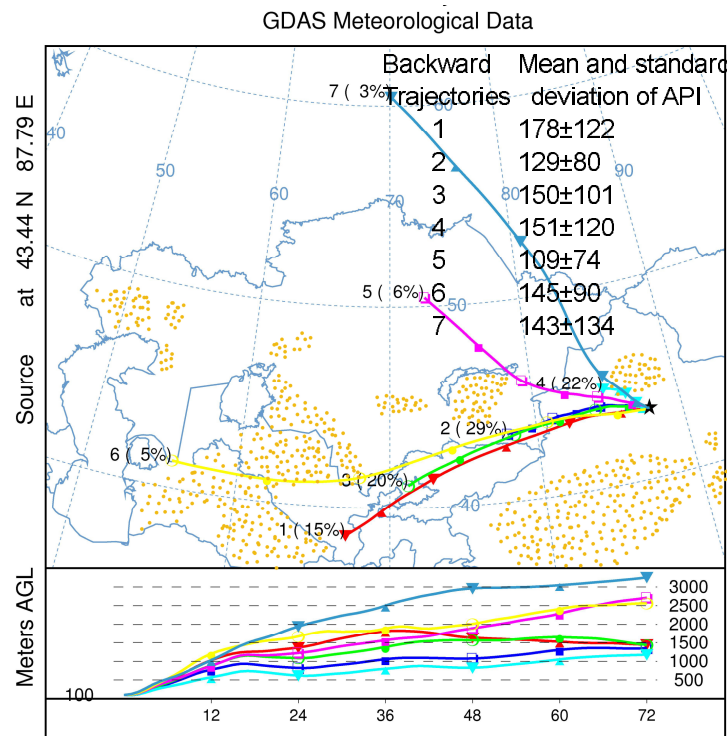 GDAS Meteorological Data
Source at 43.44 N 87.79 E
Backward Mean and standard
Trajectories deviation of API
1 178±122
2 129±80
3 150±101
4 151±120
5 109±74
6 145±90
7 143±134
7 ( 3%)
60
40
50
60
70
80
90
5 ( 6%)
50
4 ( 22%)
2 ( 29%)
6 ( 5%)
3 ( 20%)
40
1 ( 15%)
Meters AGL
3000
2500
2000
1500
1000
500
100
12 24 36 48 60 72